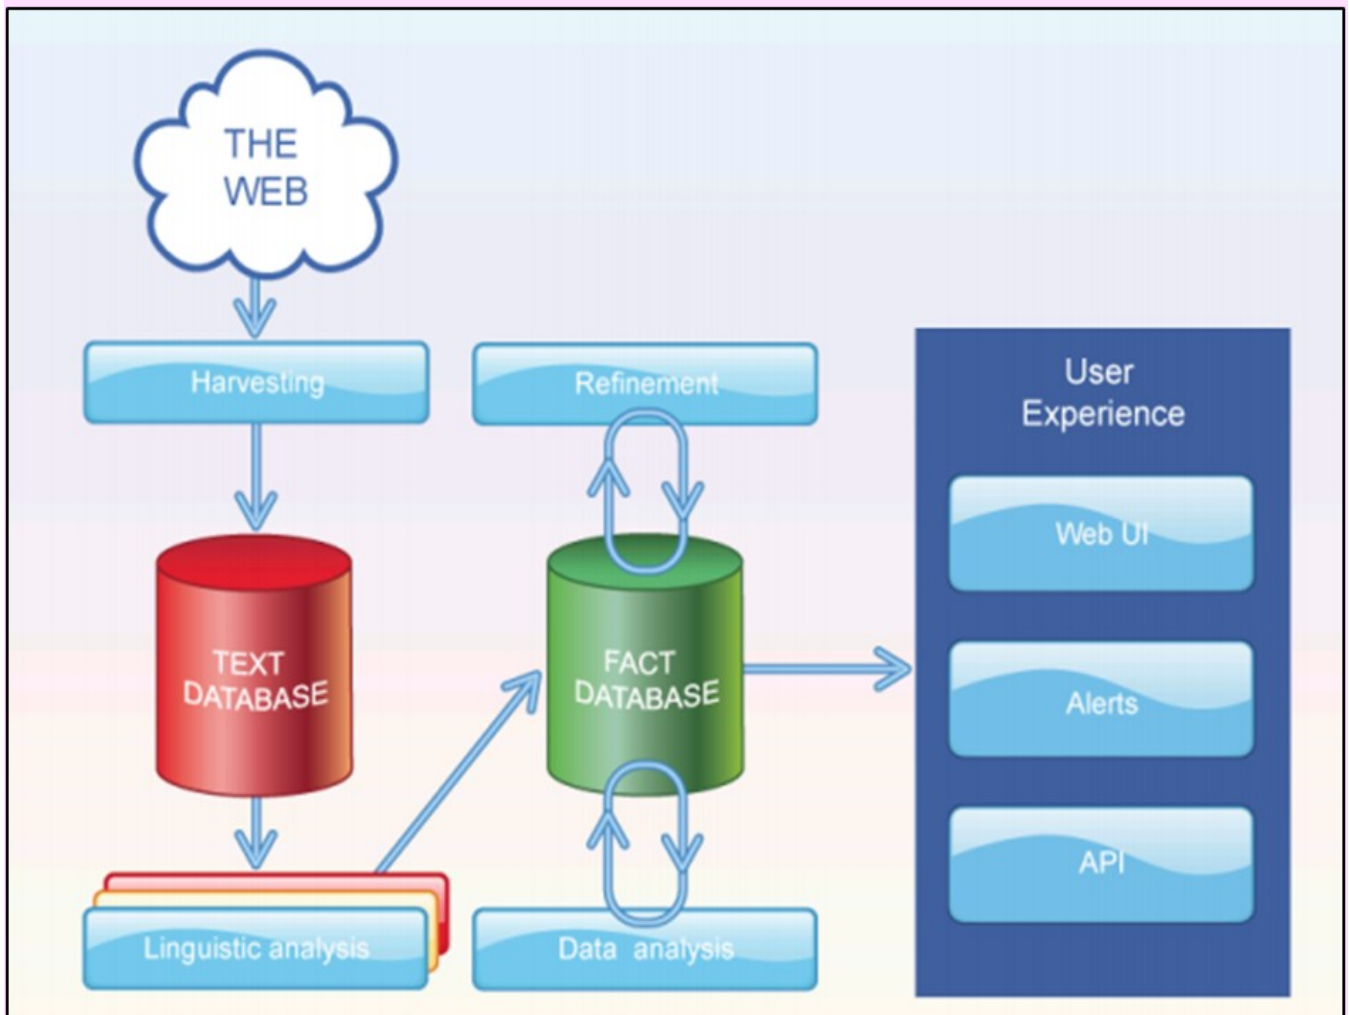 THE
WEB
Harvesting
Refinement
User
Experience
Web UI
TEXT
DATABASE
FACT
DATABASE
Alerts
API
Linguistic analysis
Data analysis